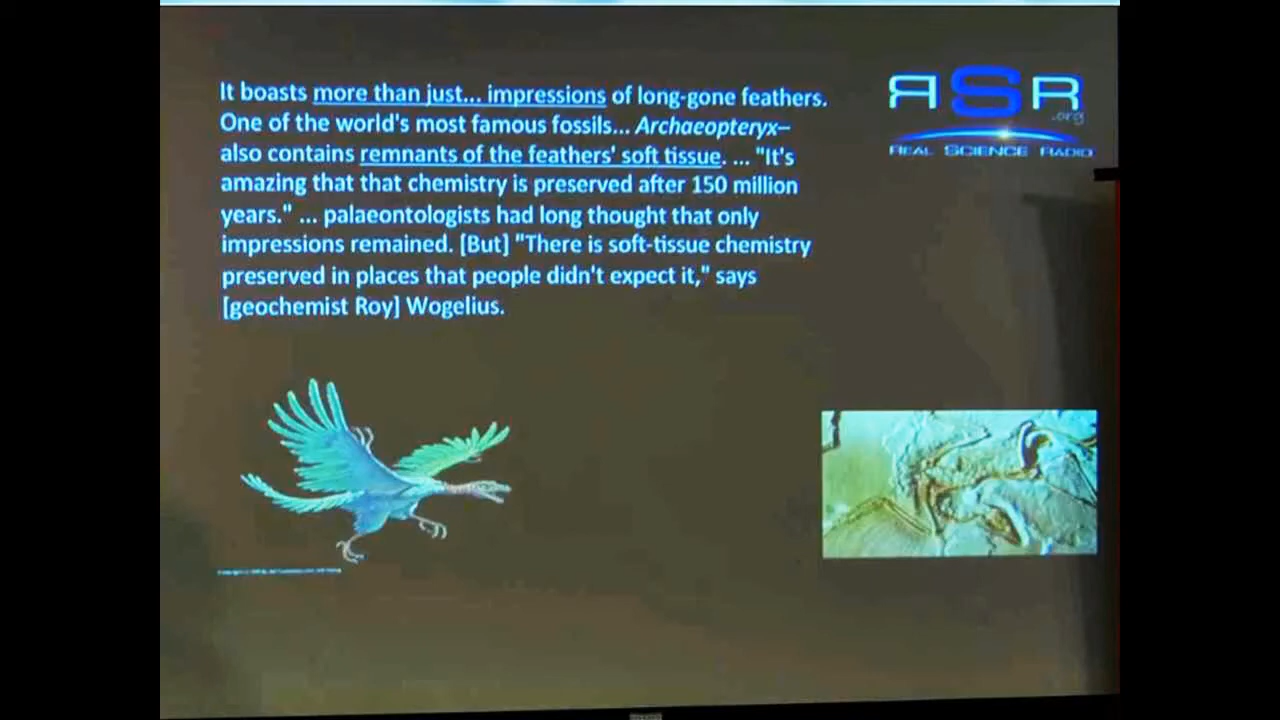 It boasts more than just... impressions of long-gone feathers.
One of the world's most famous fossils... Archaeopteryx–
also contains remnants of the feathers' soft tissue. ... "It's
amazing that that chemistry is preserved after 150 million
years." ... palaeontologists had long thought that only
impressions remained. [But] "There is soft-tissue chemistry
preserved in places that people didn't expect it," says
[geochemist Roy] Wogelius.
RSR
.org
REAL SCIENCE RADIO